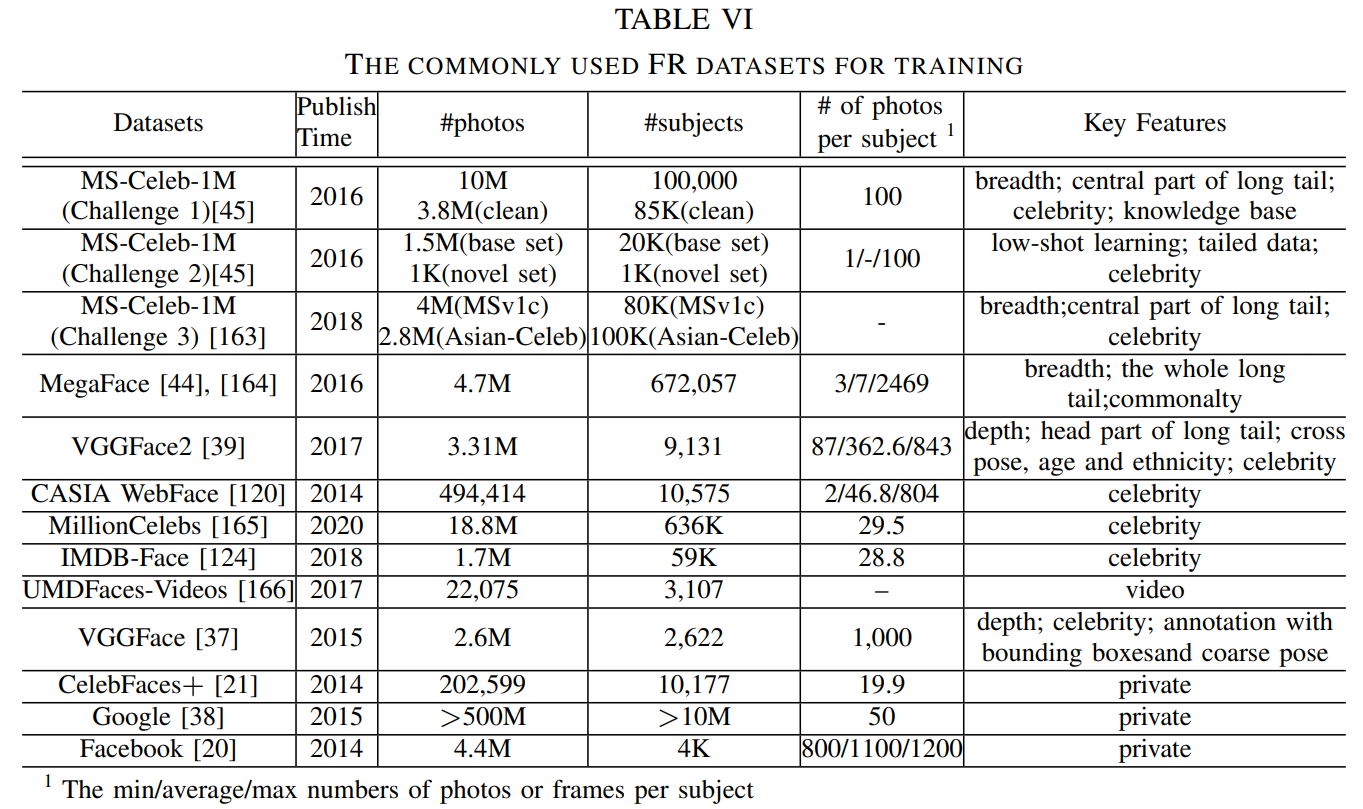 TABLE VI
THE COMMONLY USED FR DATASETS FOR TRAINING
Datasets | Publish Time | #photos | #subjects | # of photos per subject 1 | Key Features
MS-Celeb-1M (Challenge 1)[45] | 2016 | 10M 3.8M(clean) | 100,000 85K(clean) | 100 | breadth; central part of long tail; celebrity; knowledge base
MS-Celeb-1M (Challenge 2)[45] | 2016 | 1.5M(base set) 1K(novel set) | 20K(base set) 1K(novel set) | 1/-/100 | low-shot learning; tailed data; celebrity
MS-Celeb-1M (Challenge 3) [163] | 2018 | 4M(MSv1c) 2.8M(Asian-Celeb) | 80K(MSv1c) 100K(Asian-Celeb) | - | breadth;central part of long tail; celebrity
MegaFace [44], [164] | 2016 | 4.7M | 672,057 | 3/7/2469 | breadth; the whole long tail;commonalty
VGGFace2 [39] | 2017 | 3.31M | 9,131 | 87/362.6/843 | depth; head part of long tail; cross pose, age and ethnicity; celebrity
CASIA WebFace [120] | 2014 | 494,414 | 10,575 | 2/46.8/804 | celebrity
MillionCelebs [165] | 2020 | 18.8M | 636K | 29.5 | celebrity
IMDB-Face [124] | 2018 | 1.7M | 59K | 28.8 | celebrity
UMDFaces-Videos [166] | 2017 | 22,075 | 3,107 | – | video
VGGFace [37] | 2015 | 2.6M | 2,622 | 1,000 | depth; celebrity; annotation with bounding boxesand coarse pose
CelebFaces+ [21] | 2014 | 202,599 | 10,177 | 19.9 | private
Google [38] | 2015 | >500M | >10M | 50 | private
Facebook [20] | 2014 | 4.4M | 4K | 800/1100/1200 | private
1 The min/average/max numbers of photos or frames per subject